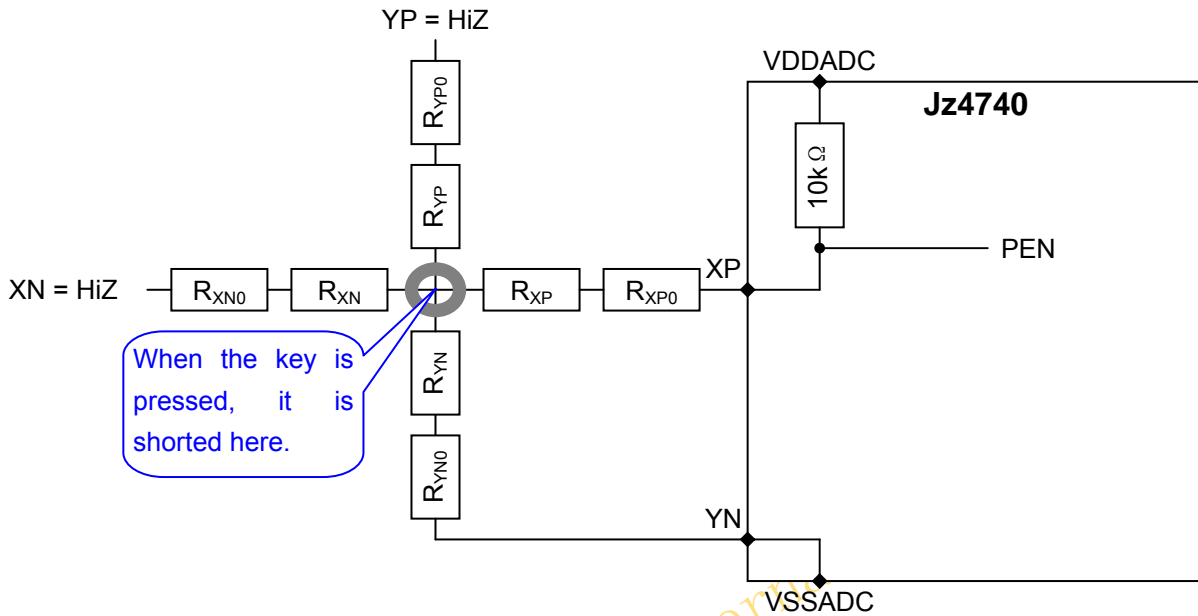 YP = HiZ
VDDADC
Jz4740
RYP0
10k Ω
RYP
PEN
XP
XN = HiZ
RXN0
RXN
RXP
RXP0
When the key is
pressed, it is
shorted here.
RYN
RYN0
YN
VSSADC